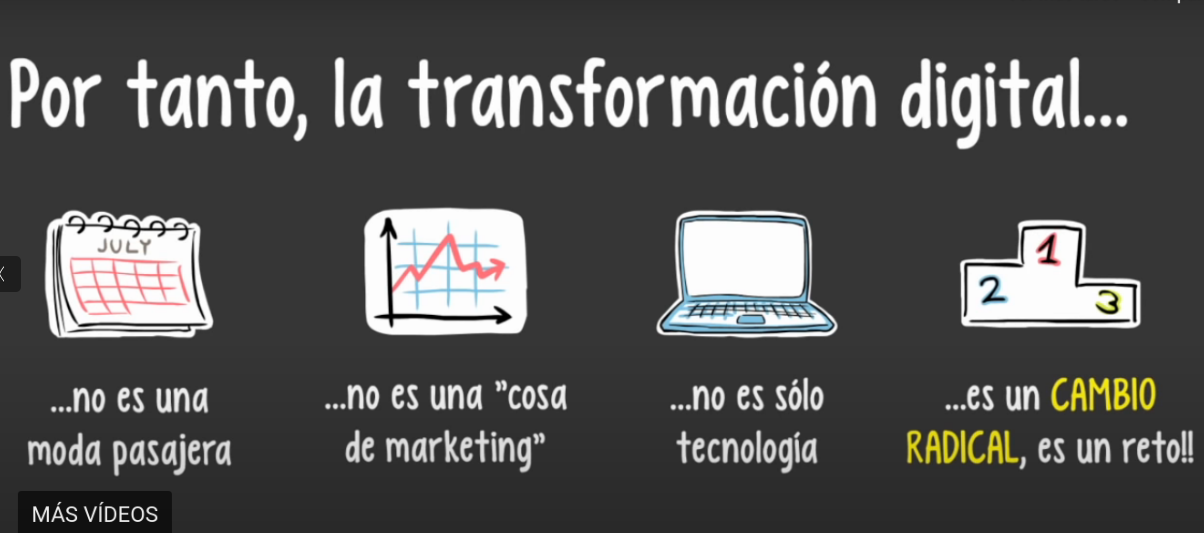 Por tanto, la transformación digital...
JULY
1
2
3
...no es una
moda pasajera
...no es una "cosa
de marketing"
...no es sólo
tecnología
...es un CAMBIO
RADICAL, es un reto!!
MÁS VÍDEOS